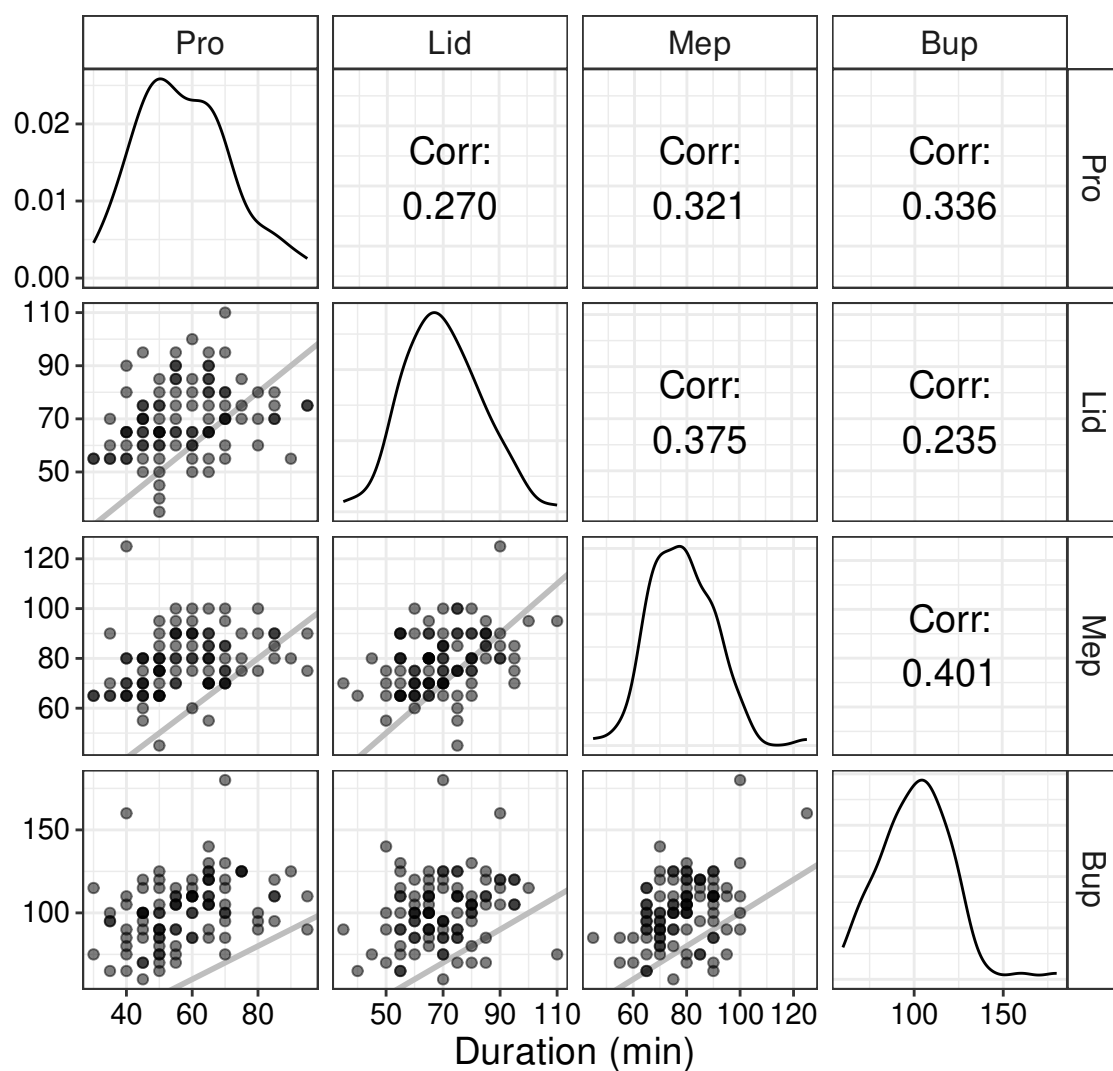 Pro Lid Mep Bup
0.02
0.01
0.00
Corr:
0.270
Corr:
0.321
Corr:
0.336
Pro
110
90
70
50
Corr:
0.375
Corr:
0.235
Lid
120
100
80
60
Corr:
0.401
Mep
150
100
Bup
40 80 50 70 90 110 60 80 100 120 100 150
Duration (min)